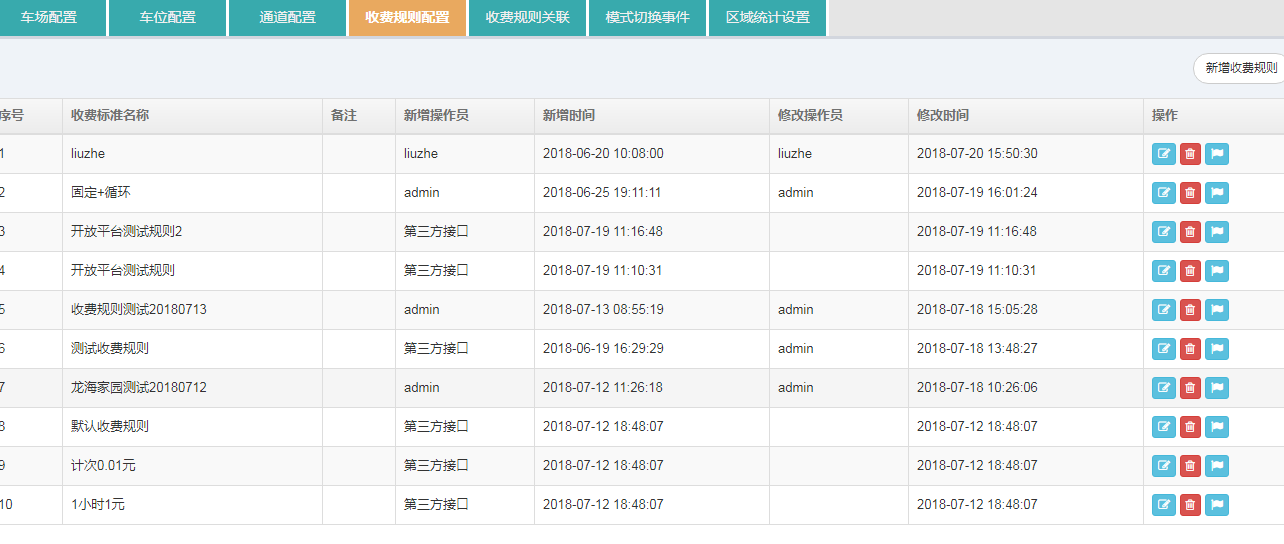 车场配置 车位配置 通道配置 收费规则配置 收费规则关联 模式切换事件 区域统计设置
新增收费规则
序号 收费标准名称 备注 新增操作员 新增时间 修改操作员 修改时间 操作
1 liuzhe liuzhe 2018-06-20 10:08:00 liuzhe 2018-07-20 15:50:30
2 固定+循环 admin 2018-06-25 19:11:11 admin 2018-07-19 16:01:24
3 开放平台测试规则2 第三方接口 2018-07-19 11:16:48 2018-07-19 11:16:48
4 开放平台测试规则 第三方接口 2018-07-19 11:10:31 2018-07-19 11:10:31
5 收费规则测试20180713 admin 2018-07-13 08:55:19 admin 2018-07-18 15:05:28
6 测试收费规则 第三方接口 2018-06-19 16:29:29 admin 2018-07-18 13:48:27
7 龙海家园测试20180712 admin 2018-07-12 11:26:18 admin 2018-07-18 10:26:06
8 默认收费规则 第三方接口 2018-07-12 18:48:07 2018-07-12 18:48:07
9 计次0.01元 第三方接口 2018-07-12 18:48:07 2018-07-12 18:48:07
10 1小时1元 第三方接口 2018-07-12 18:48:07 2018-07-12 18:48:07